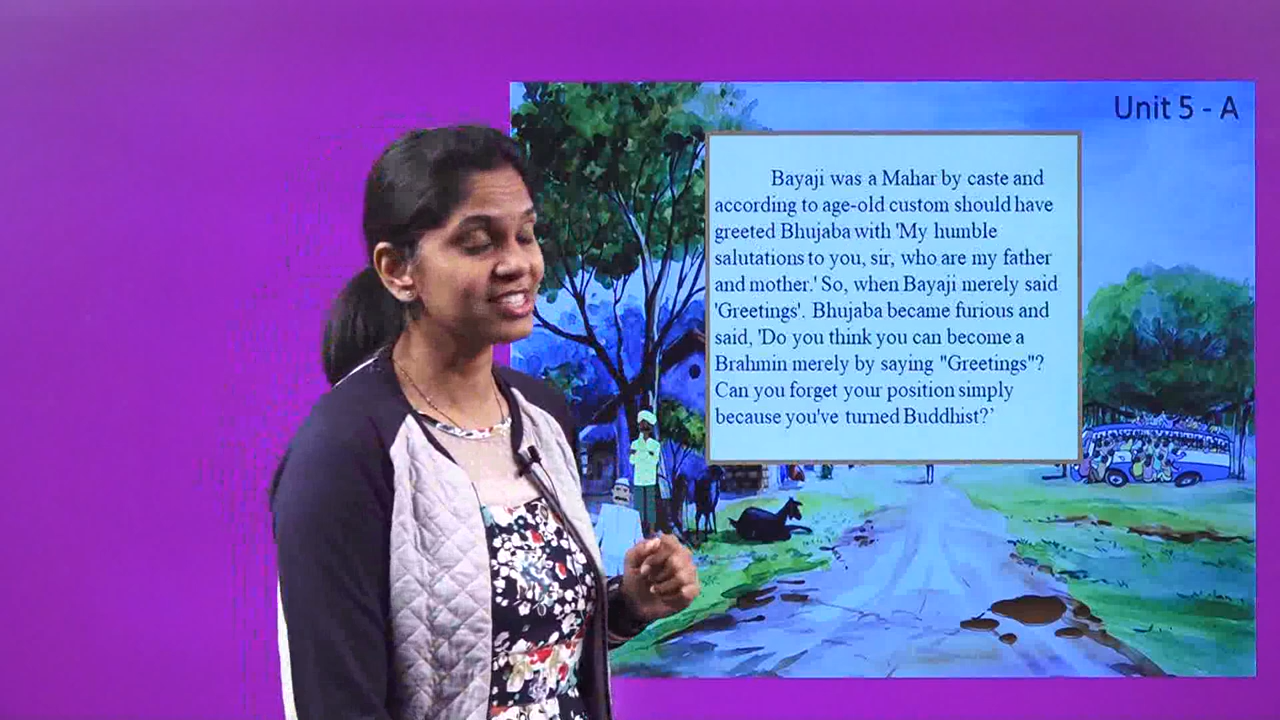 Unit 5 - A
Bayaji was a Mahar by caste and
according to age-old custom should have
greeted Bhujaba with 'My humble
salutations to you, sir, who are my father
and mother.' So, when Bayaji merely said
'Greetings'. Bhujaba became furious and
said, 'Do you think you can become a
Brahmin merely by saying "Greetings"?
Can you forget your position simply
because you've turned Buddhist?’